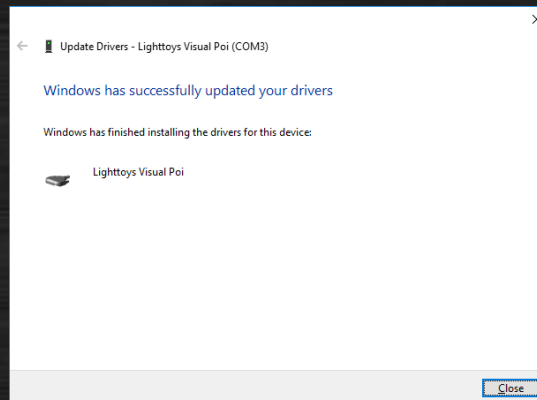 Update Drivers - Lighttoys Visual Poi (COM3)
Windows has successfully updated your drivers
Windows has finished installing the drivers for this device:
Lighttoys Visual Poi
Close